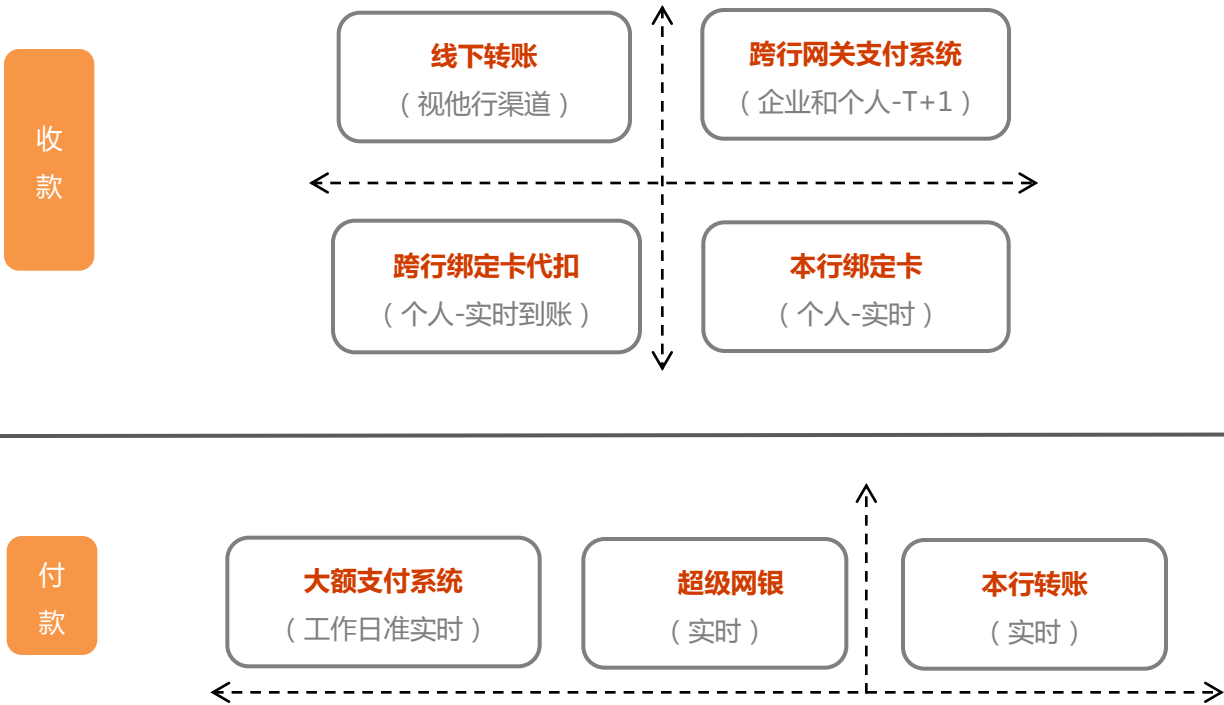 收
款
线下转账
（视他行渠道）
跨行网关支付系统
（企业和个人-T+1）
跨行绑定卡代扣
（个人-实时到账）
本行绑定卡
（个人-实时）
付
款
大额支付系统
（工作日准实时）
超级网银
（实时）
本行转账
（实时）